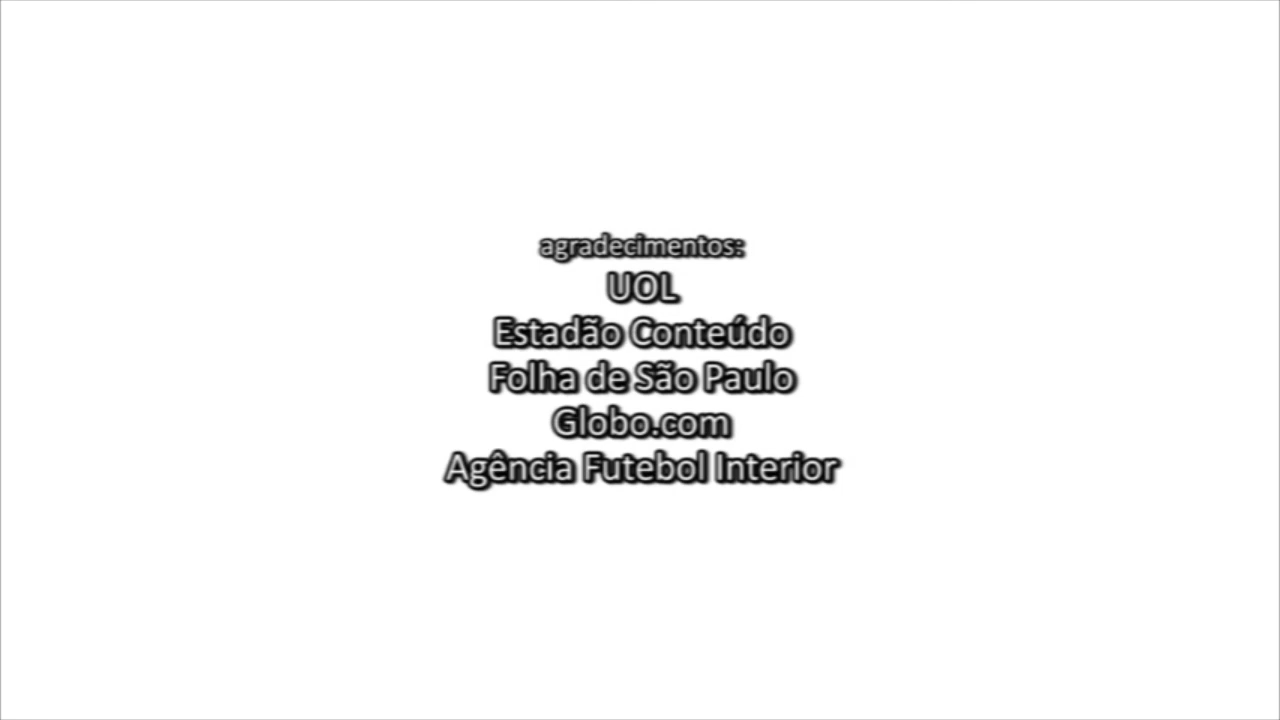 agradecimentos:
UOL
Estadão Conteúdo
Folha de São Paulo
Globo.com
Agência Futebol Interior